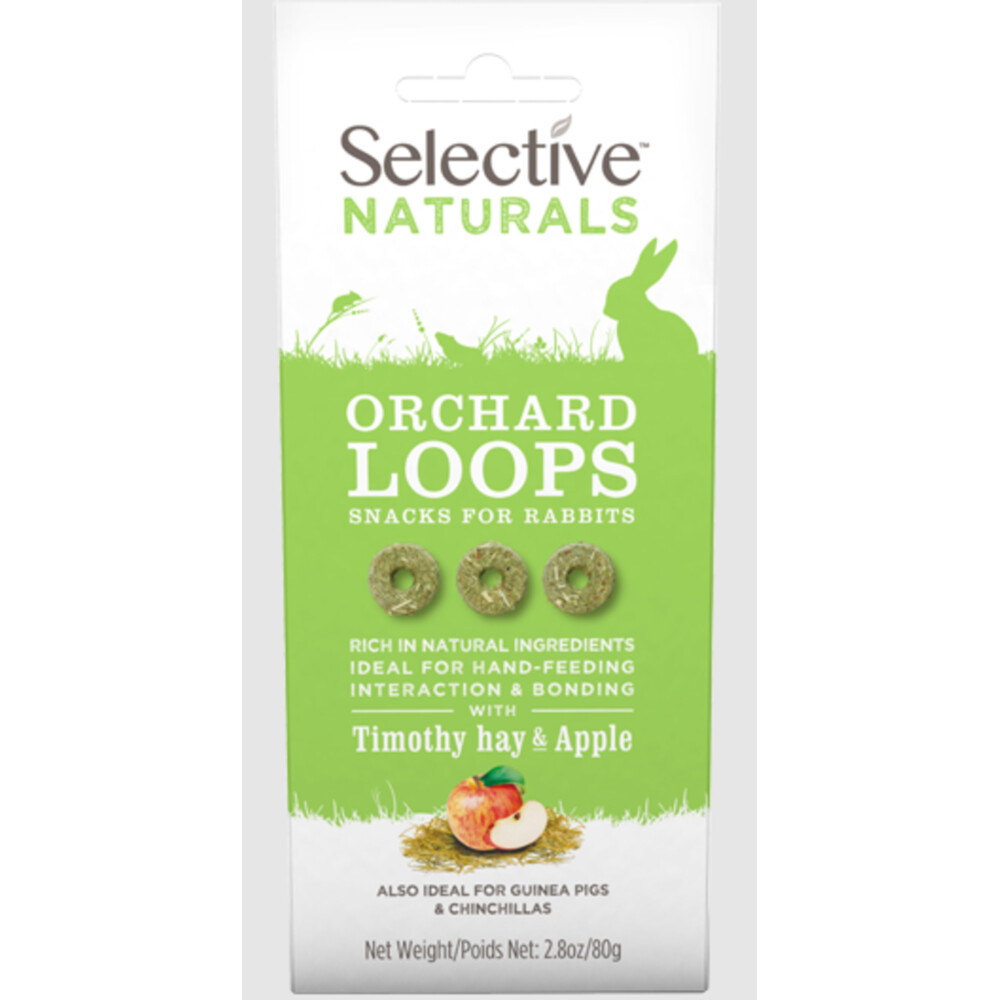 Selective™
NATURALS
ORCHARD
LOOPS
SNACKS FOR RABBITS
RICH IN NATURAL INGREDIENTS
IDEAL FOR HAND-FEEDING
INTERACTION & BONDING
WITH
Timothy hay & Apple
ALSO IDEAL FOR GUINEA PIGS
& CHINCHILLAS
Net Weight/Poids Net: 2.8oz/80g